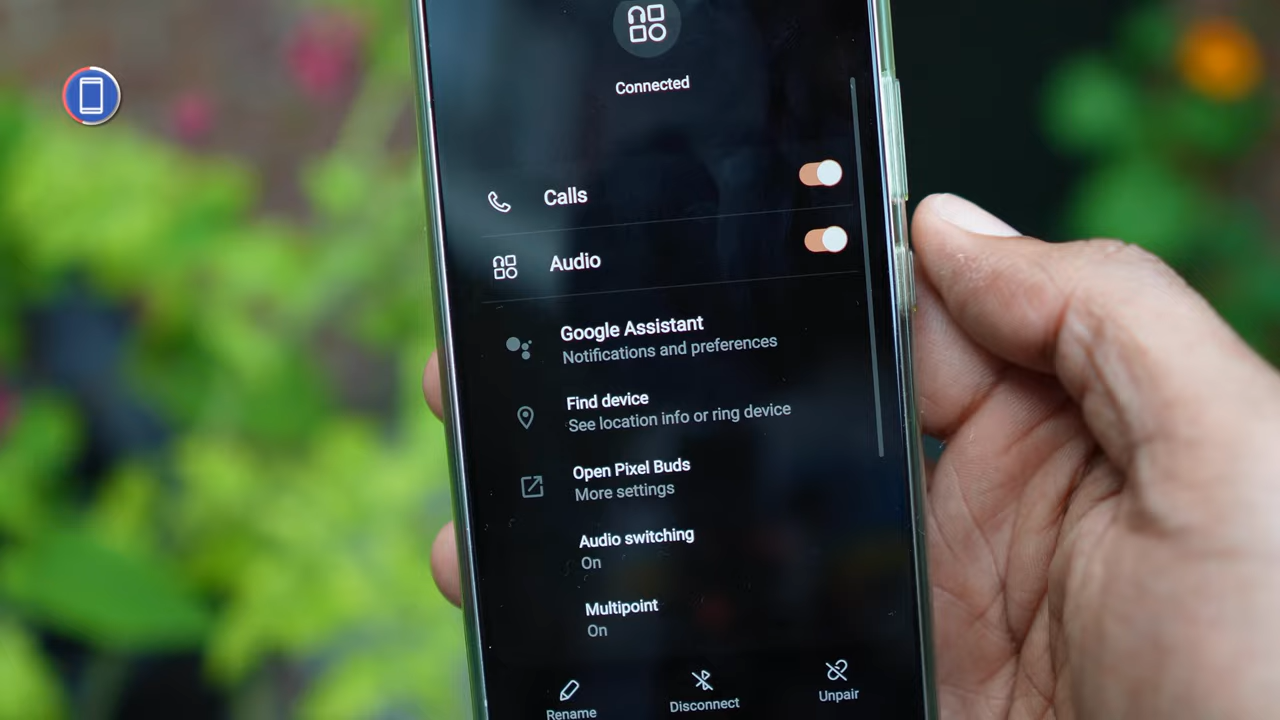 Connected
Calls
Audio
Google Assistant
Notifications and preferences
Find device
See location info or ring device
Open Pixel Buds
More settings
Audio switching
On
Multipoint
On
Rename
Disconnect
Unpair